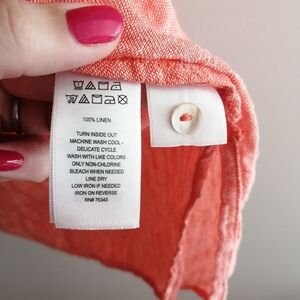 100% LINEN
TURN INSIDE OUT
MACHINE WASH COOL -
DELICATE CYCLE
WASH WITH LIKE COLORS
ONLY NON-CHLORINE
BLEACH WHEN NEEDED
LINE DRY
LOW IRON IF NEEDED
IRON ON REVERSE
RN# 75343